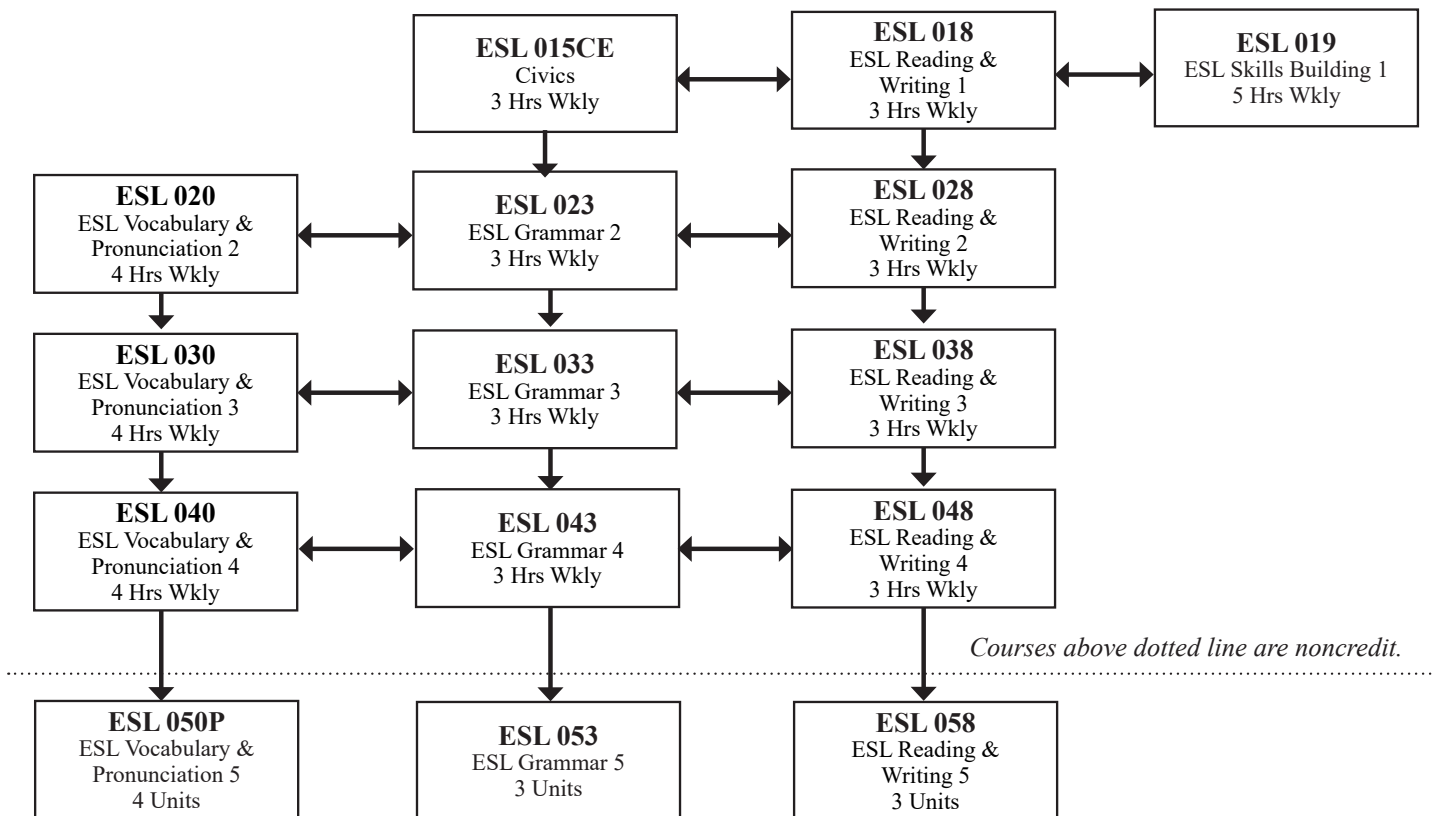 ESL 015CE
Civics
3 Hrs Wkly
ESL 018
ESL Reading &
Writing 1
3 Hrs Wkly
ESL 019
ESL Skills Building 1
5 Hrs Wkly
ESL 020
ESL Vocabulary &
Pronunciation 2
4 Hrs Wkly
ESL 023
ESL Grammar 2
3 Hrs Wkly
ESL 028
ESL Reading &
Writing 2
3 Hrs Wkly
ESL 030
ESL Vocabulary &
Pronunciation 3
4 Hrs Wkly
ESL 033
ESL Grammar 3
3 Hrs Wkly
ESL 038
ESL Reading &
Writing 3
3 Hrs Wkly
ESL 040
ESL Vocabulary &
Pronunciation 4
4 Hrs Wkly
ESL 043
ESL Grammar 4
3 Hrs Wkly
ESL 048
ESL Reading &
Writing 4
3 Hrs Wkly
Courses above dotted line are noncredit.
ESL 050P
ESL Vocabulary &
Pronunciation 5
4 Units
ESL 053
ESL Grammar 5
3 Units
ESL 058
ESL Reading &
Writing 5
3 Units